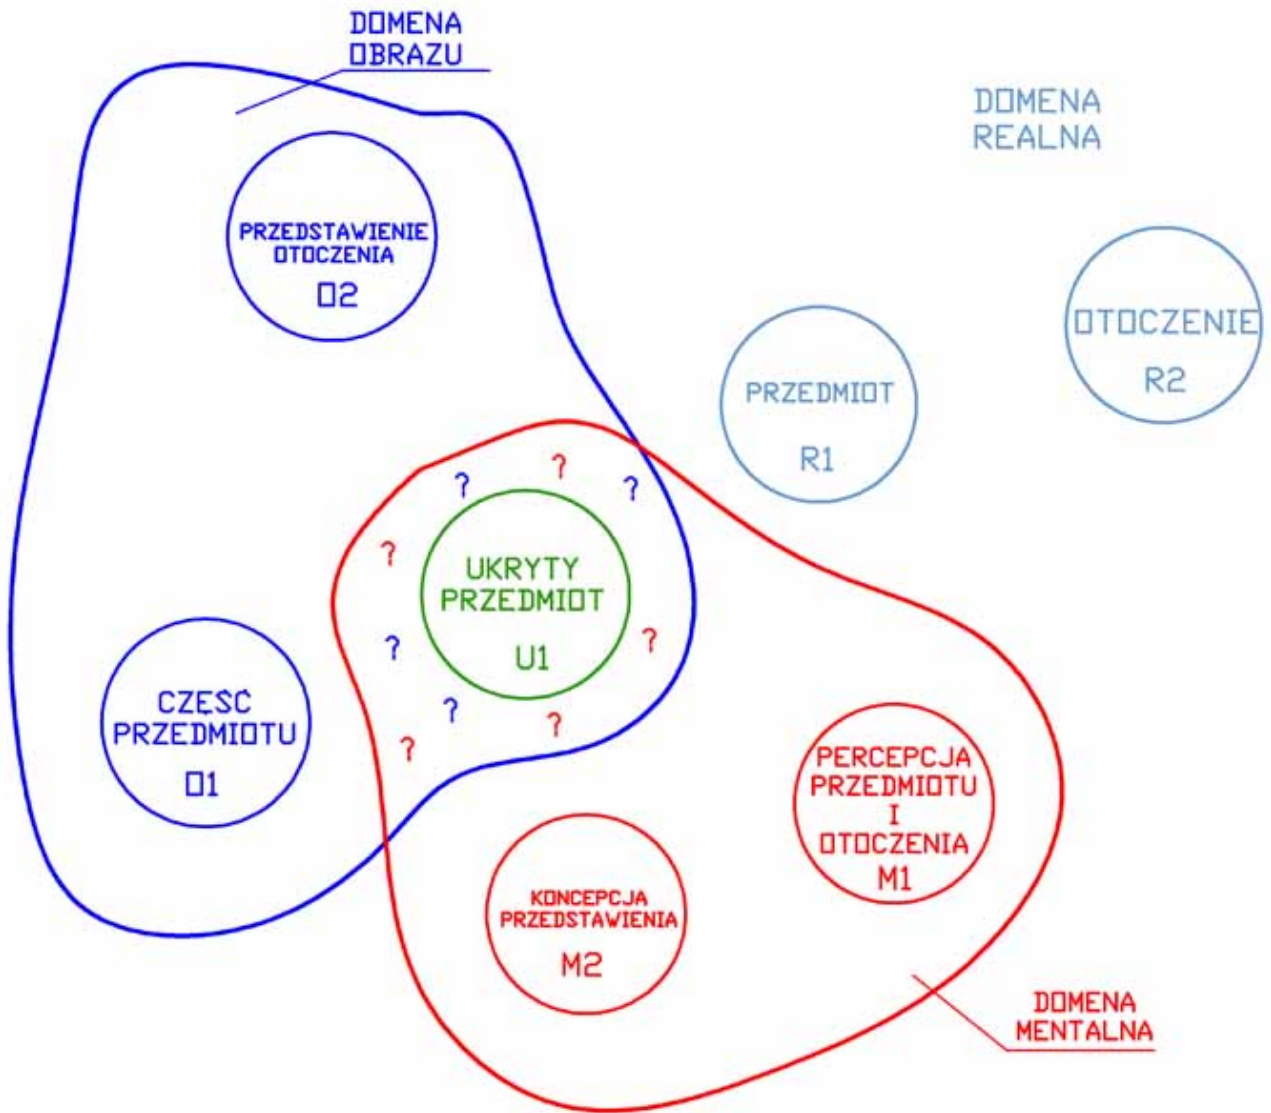 DOMENA
OBRAZU
DOMENA
REALNA
PRZEDSTAWIENIE
OTOCZENIA
O2
OTOCZENIE
R2
PRZEDMIOT
R1
? ? ?
?
UKRYTY
PRZEDMIOT
U1
?
?
?
?
?
CZĘSC
PRZEDMIOTU
O1
PERCEPCJA
PRZEDMIOTU
I
OTOCZENIA
M1
KONCEPCJA
PRZEDSTAWIENIA
M2
DOMENA
MENTALNA